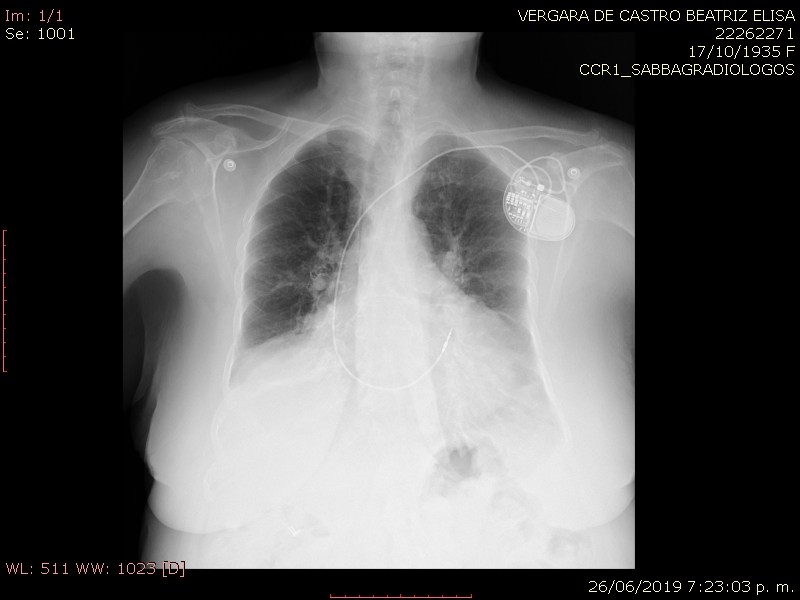 Im: 1/1
Se: 1001
VERGARA DE CASTRO BEATRIZ ELISA
22262271
17/10/1935 F
CCR1_SABBAGRADIOLOGOS
WL: 511 WW: 1023 [D]
26/06/2019 7:23:03 p. m.